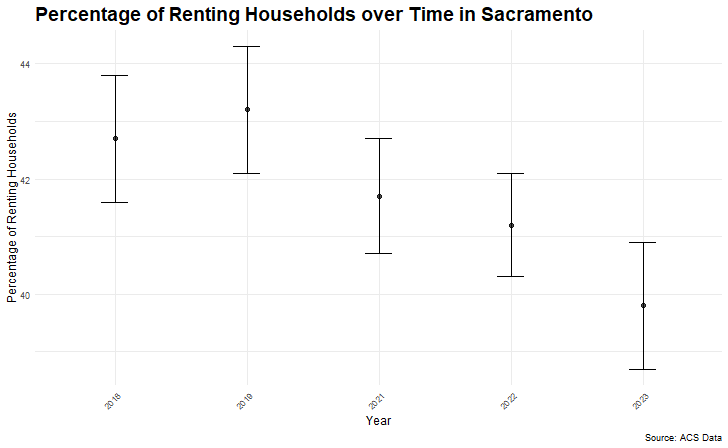 Percentage of Renting Households over Time in Sacramento
Percentage of Renting Households
44
42
40
2018
2019
2021
2022
2023
Year
Source: ACS Data